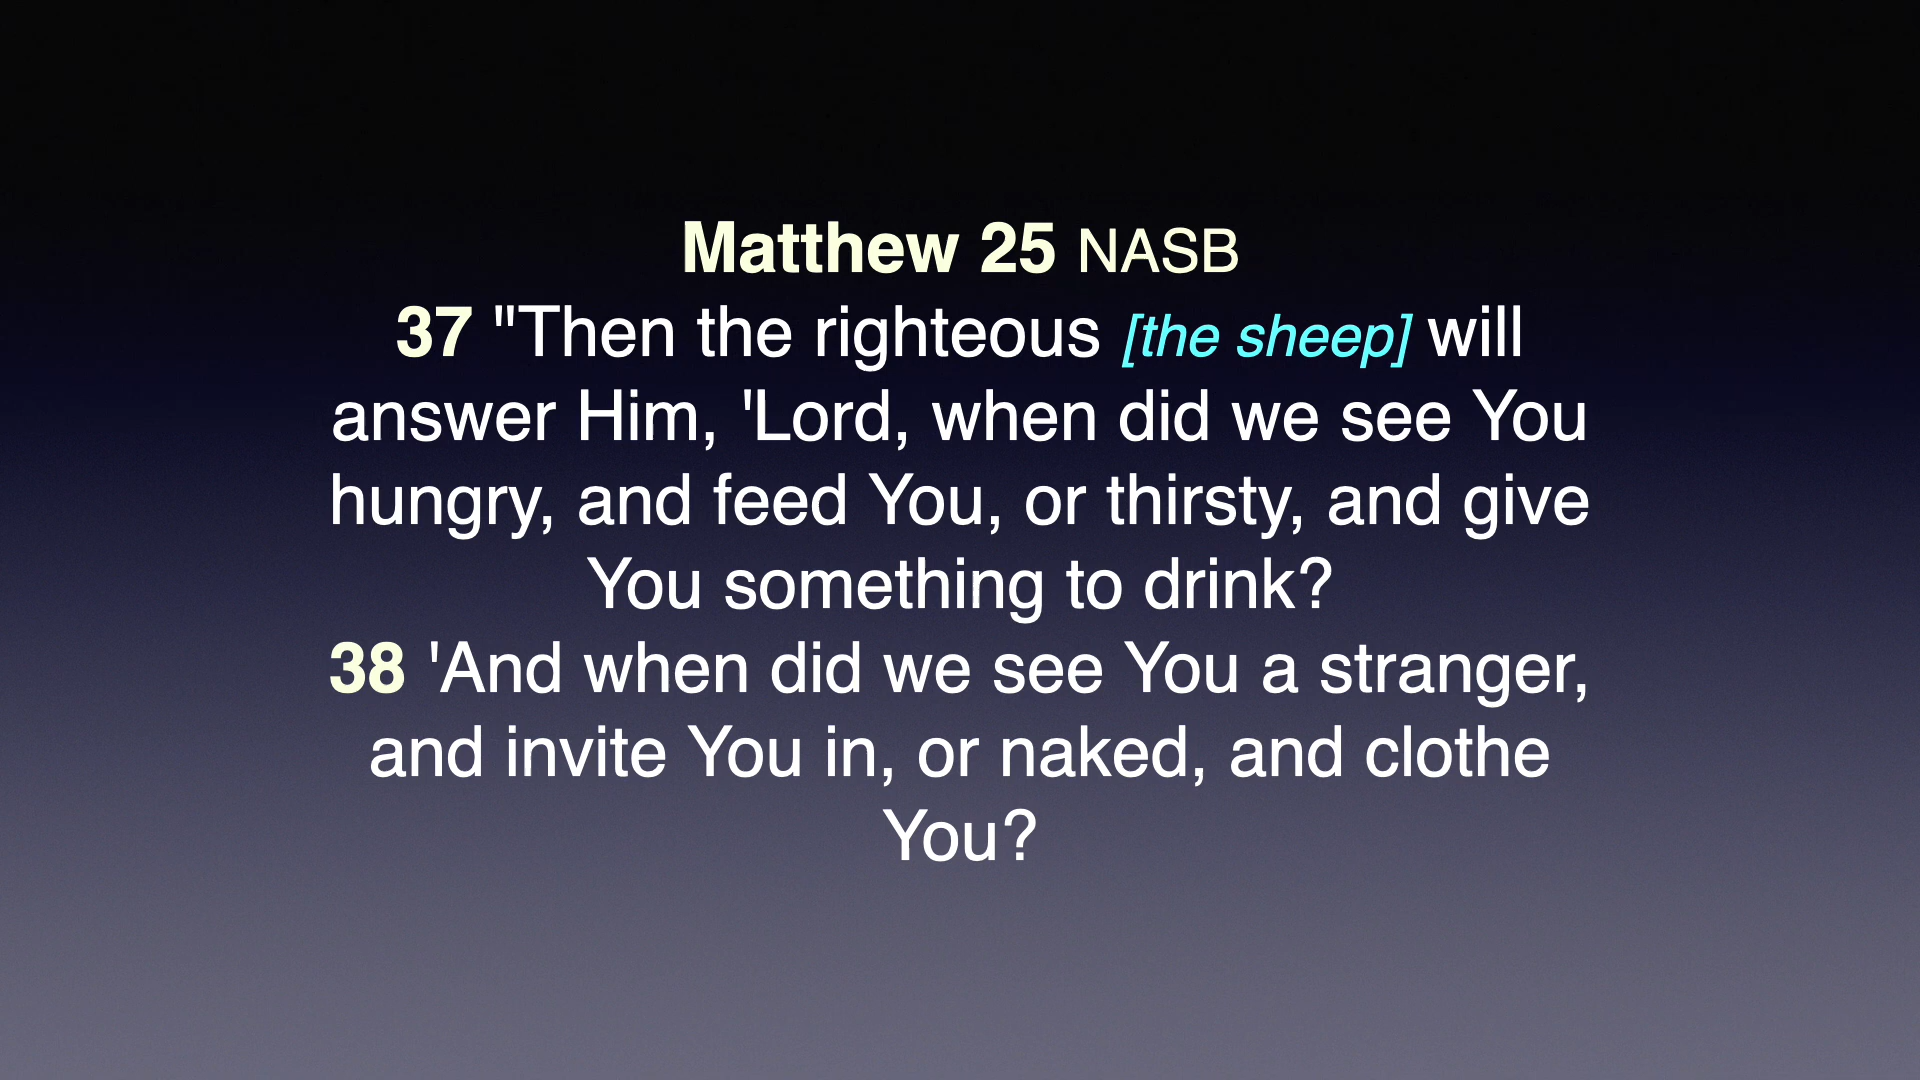 Matthew 25 NASB
37 "Then the righteous [the sheep] will
answer Him, 'Lord, when did we see You
hungry, and feed You, or thirsty, and give
You something to drink?
38 'And when did we see You a stranger,
and invite You in, or naked, and clothe
You?